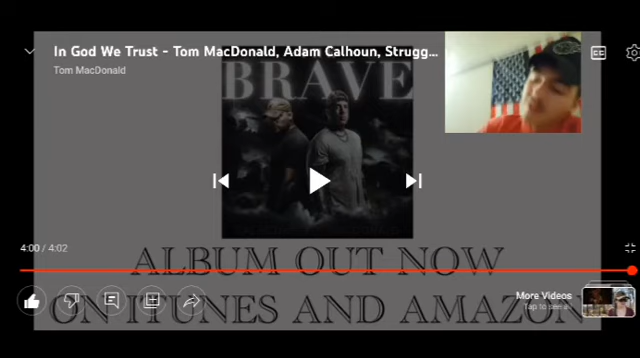 In God We Trust - Tom MacDonald, Adam Calhoun, Strugg...
Tom MacDonald
BRAVE
4:00 / 4:02
ALBUM OUT NOW
ON ITUNES AND AMAZON
More Videos
Tap to see all